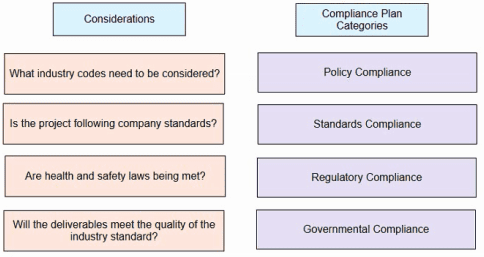 Considerations
Compliance Plan
Categories
What industry codes need to be considered?
Policy Compliance
Is the project following company standards?
Standards Compliance
Are health and safety laws being met?
Regulatory Compliance
Will the deliverables meet the quality of the
industry standard?
Governmental Compliance